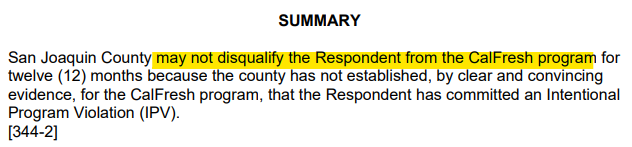 SUMMARY
San Joaquin County may not disqualify the Respondent from the CalFresh program for
twelve (12) months because the county has not established, by clear and convincing
evidence, for the CalFresh program, that the Respondent has committed an Intentional
Program Violation (IPV).
[344-2]